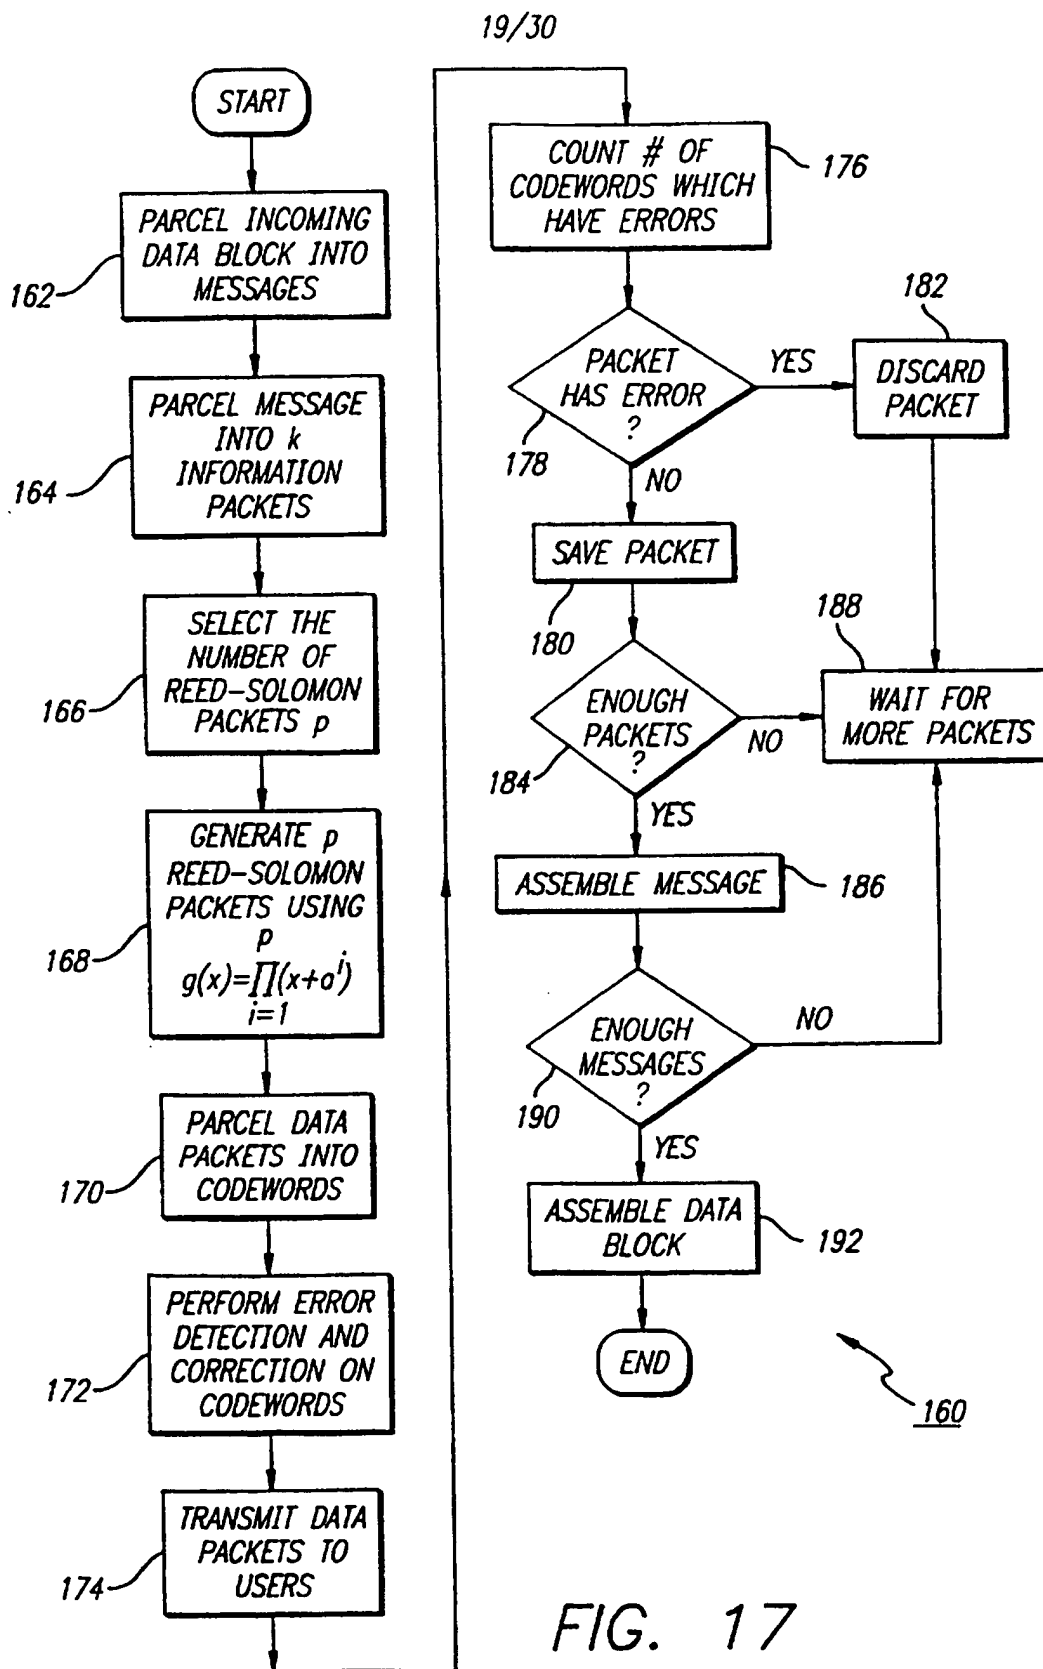 19/30
START
PARCEL INCOMING
DATA BLOCK INTO
MESSAGES
162
PARCEL MESSAGE
INTO k
INFORMATION
PACKETS
164
SELECT THE
NUMBER OF
REED-SOLOMON
PACKETS p
166
GENERATE p
REED-SOLOMON
PACKETS USING
p
g(x)=∏(x+a^i)
i=1
168
PARCEL DATA
PACKETS INTO
CODEWORDS
170
PERFORM ERROR
DETECTION AND
CORRECTION ON
CODEWORDS
172
TRANSMIT DATA
PACKETS TO
USERS
174
COUNT # OF
CODEWORDS WHICH
HAVE ERRORS
176
PACKET
HAS ERROR
?
178
YES
182
DISCARD
PACKET
NO
SAVE PACKET
180
ENOUGH
PACKETS
?
184
NO
188
WAIT FOR
MORE PACKETS
YES
ASSEMBLE MESSAGE
186
ENOUGH
MESSAGES
?
190
NO
YES
ASSEMBLE DATA
BLOCK
192
END
160
FIG. 17